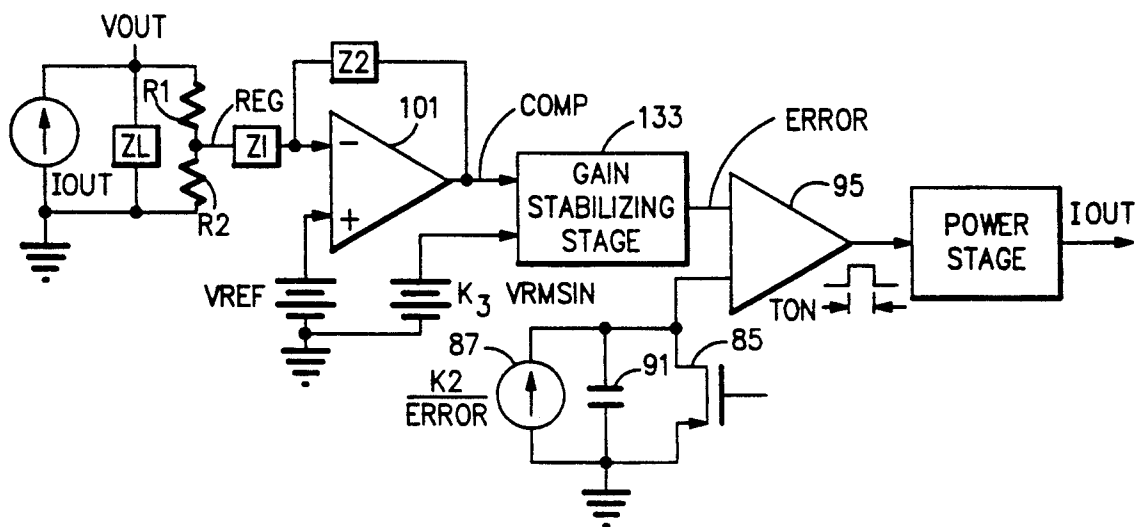 VOUT
R1
REG
Z2
101
COMP
133
ERROR
95
ZL
Z1
−
IOUT
R2
+
GAIN
STABILIZING
STAGE
POWER
STAGE
IOUT
VREF
K3 VRMSIN
TON
87
K2
ERROR
91
85